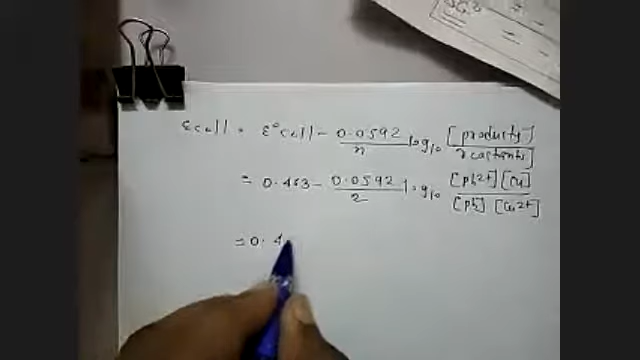 Ecell = E°cell - 0.0592/n log10 [products]/[reactants]
= 0.463 - 0.0592/2 log10 [pb2+][Cu]/[pb][Cu2+]
= 0.4